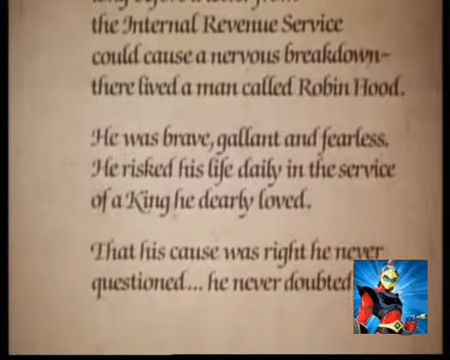 the Internal Revenue Service
could cause a nervous breakdown-
there lived a man called Robin Hood.
He was brave, gallant and fearless.
He risked his life daily in the service
of a King he dearly loved.
That his cause was right he never
questioned... he never doubted